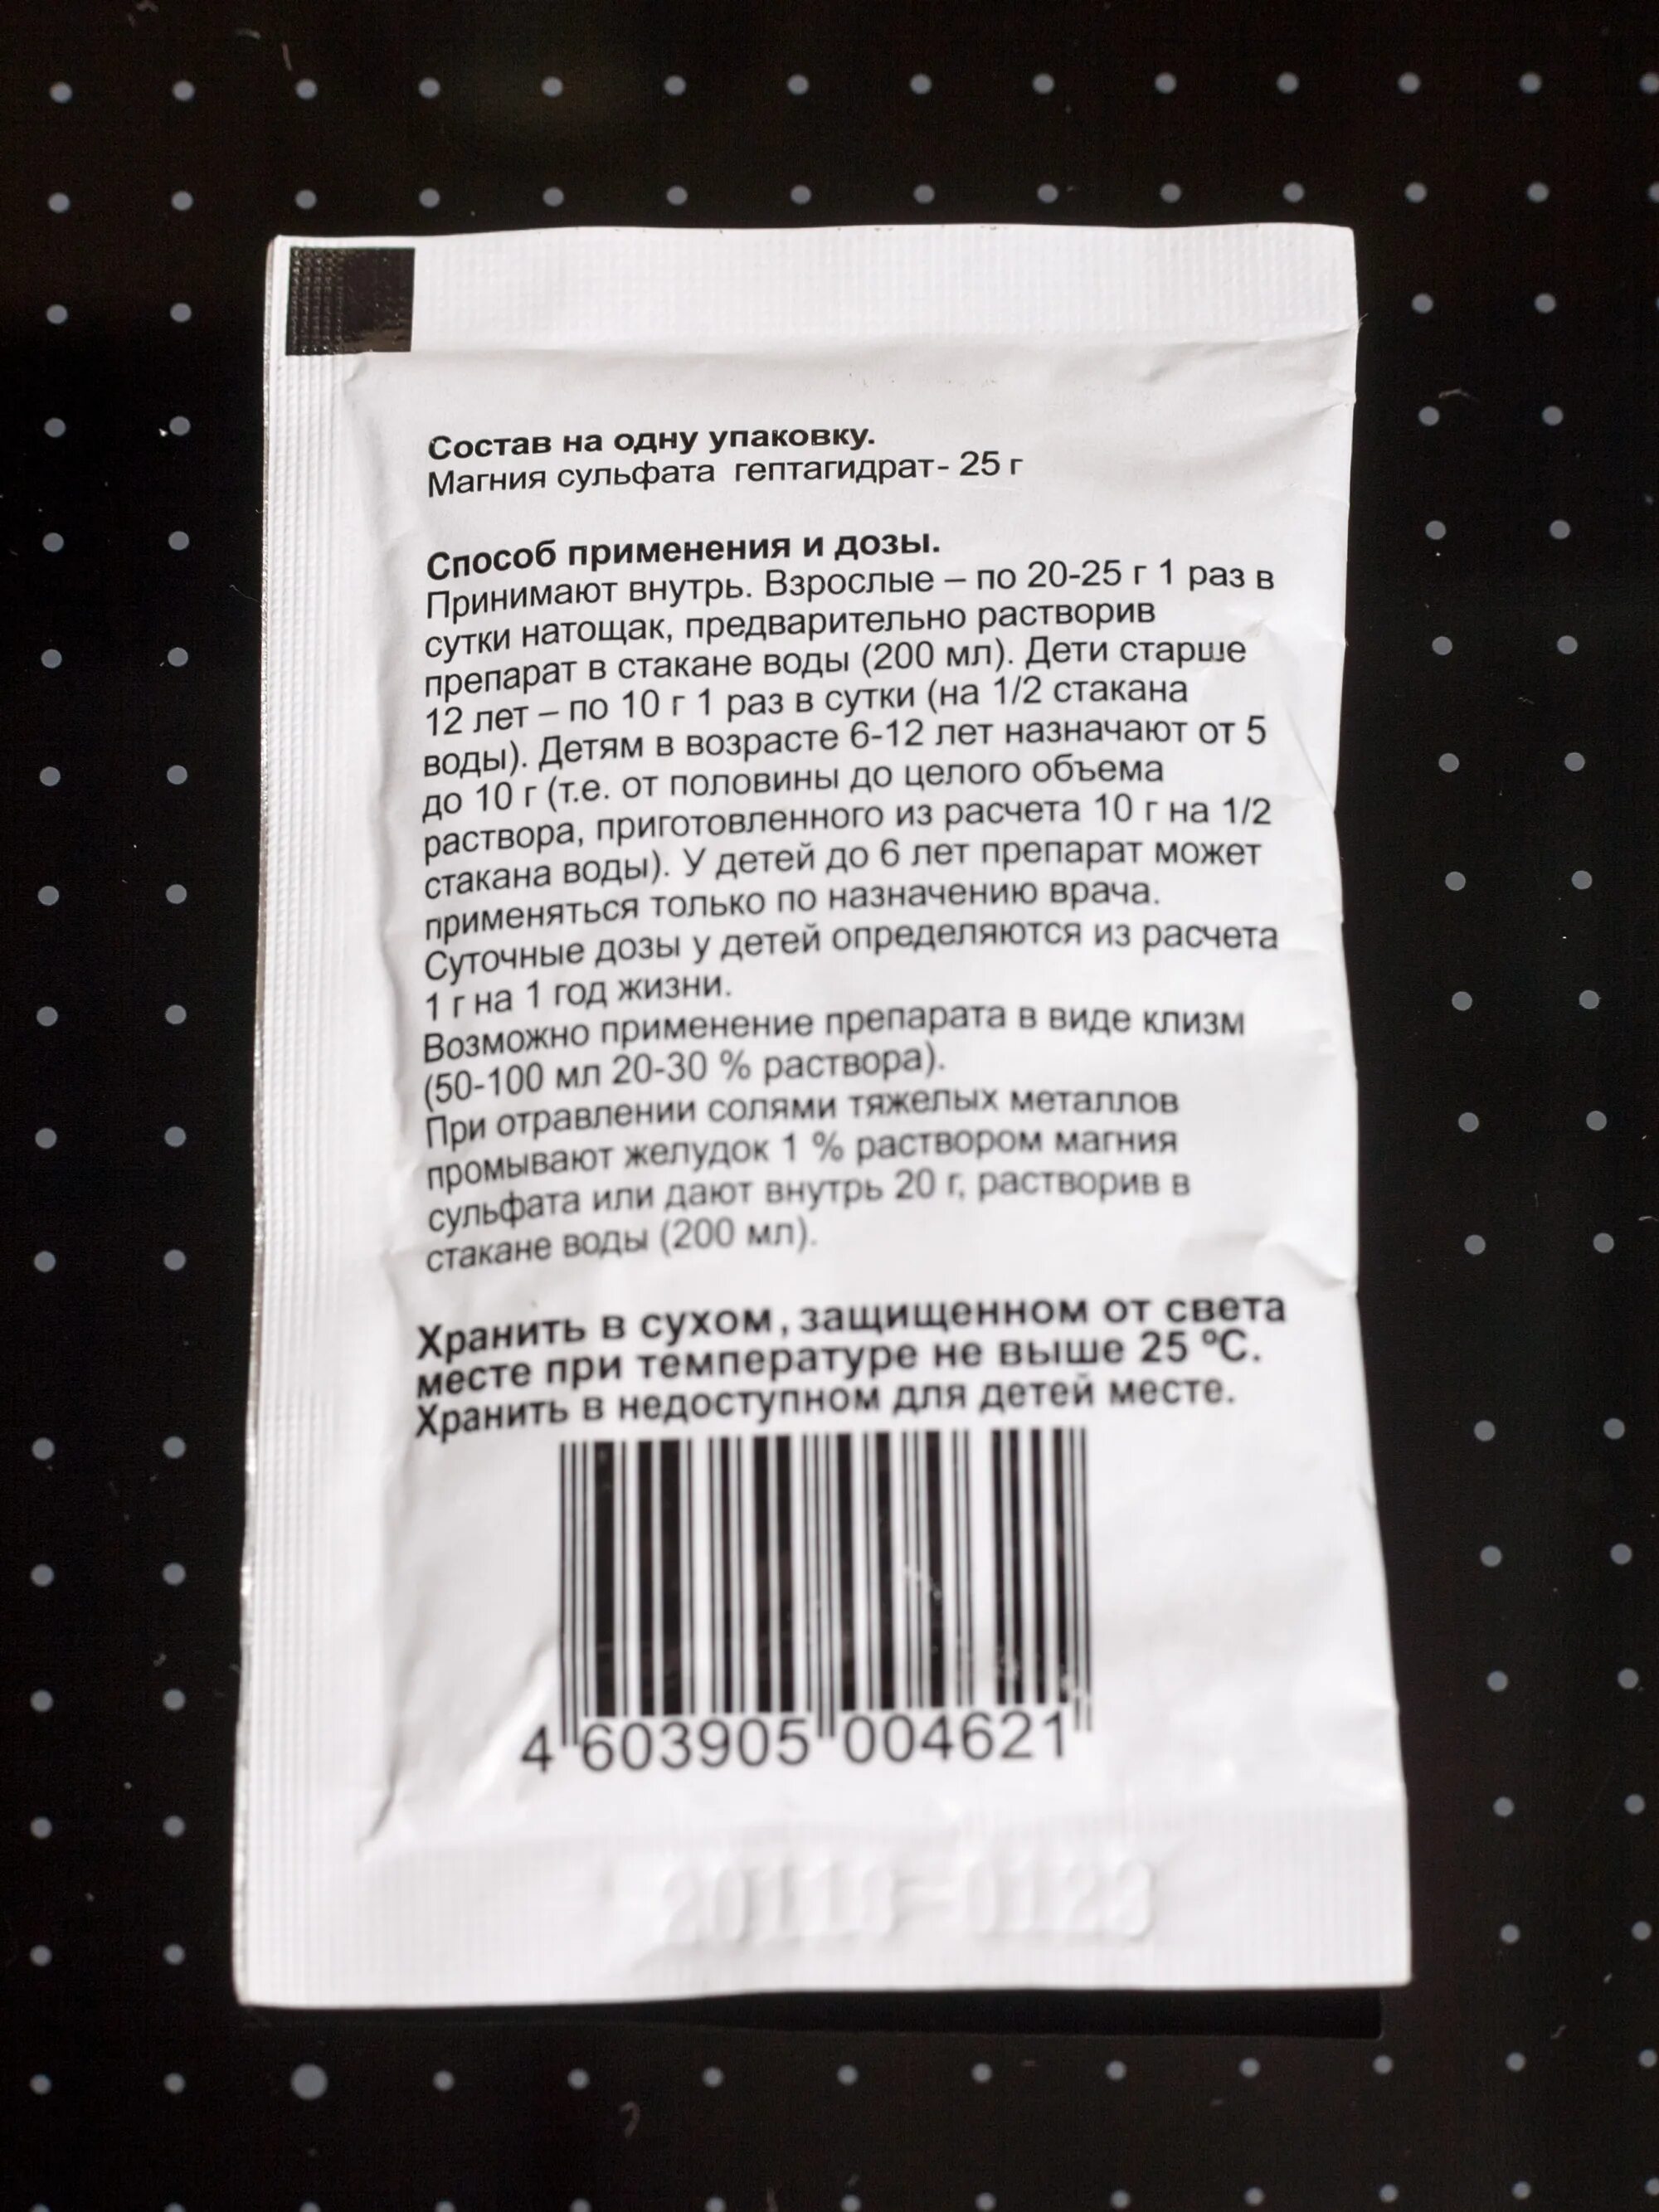 Состав на одну упаковку.
Магния сульфата гептагидрат- 25 г
Способ применения и дозы.
Принимают внутрь. Взрослые – по 20-25 г 1 раз в
сутки натощак, предварительно растворив
препарат в стакане воды (200 мл). Дети старше
12 лет – по 10 г 1 раз в сутки (на 1/2 стакана
воды). Детям в возрасте 6-12 лет назначают от 5
до 10 г (т.е. от половины до целого объема
раствора, приготовленного из расчета 10 г на 1/2
стакана воды). У детей до 6 лет препарат может
применяться только по назначению врача.
Суточные дозы у детей определяются из расчета
1 г на 1 год жизни.
Возможно применение препарата в виде клизм
(50-100 мл 20-30 % раствора).
При отравлении солями тяжелых металлов
промывают желудок 1 % раствором магния
сульфата или дают внутрь 20 г, растворив в
стакане воды (200 мл).
Хранить в сухом, защищенном от света
месте при температуре не выше 25 ºС.
Хранить в недоступном для детей месте.
4 603905 004621